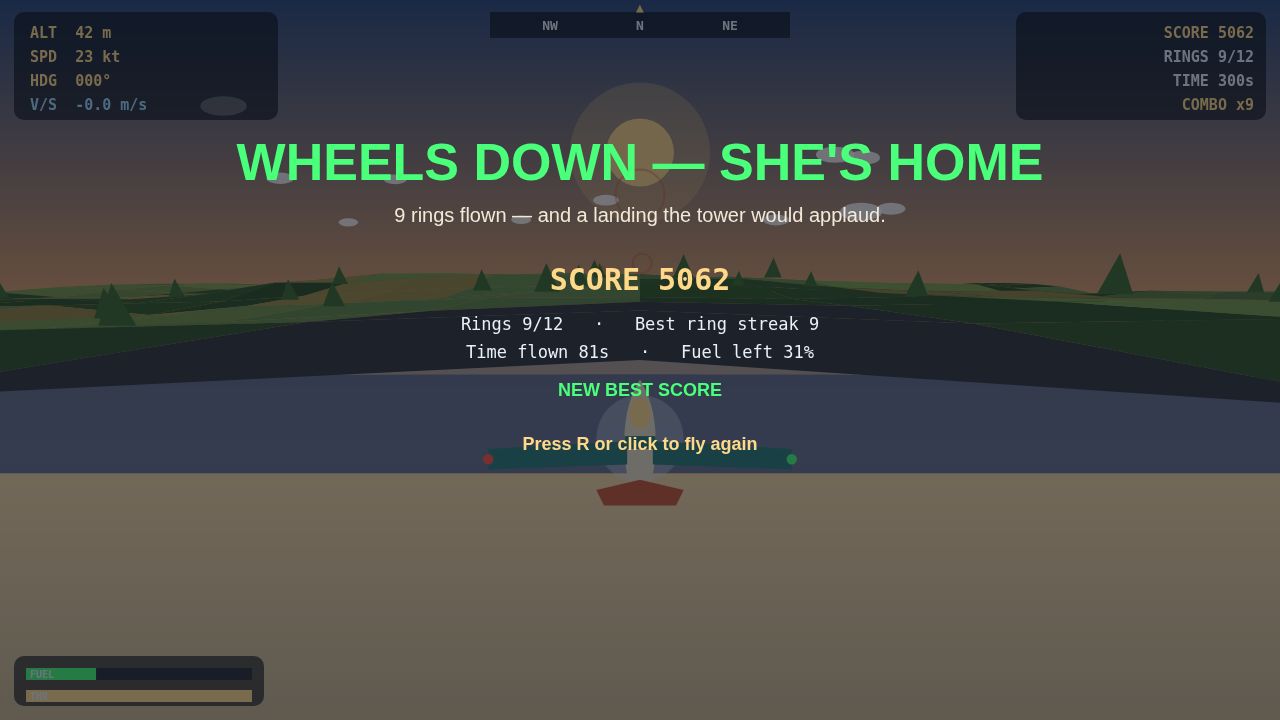 ALT 42 m
SPD 23 kt
HDG 000°
V/S -0.0 m/s
NW N NE
SCORE 5062
RINGS 9/12
TIME 300s
COMBO x9
WHEELS DOWN — SHE'S HOME
9 rings flown — and a landing the tower would applaud.
SCORE 5062
Rings 9/12 · Best ring streak 9
Time flown 81s · Fuel left 31%
NEW BEST SCORE
Press R or click to fly again
FUEL
THR